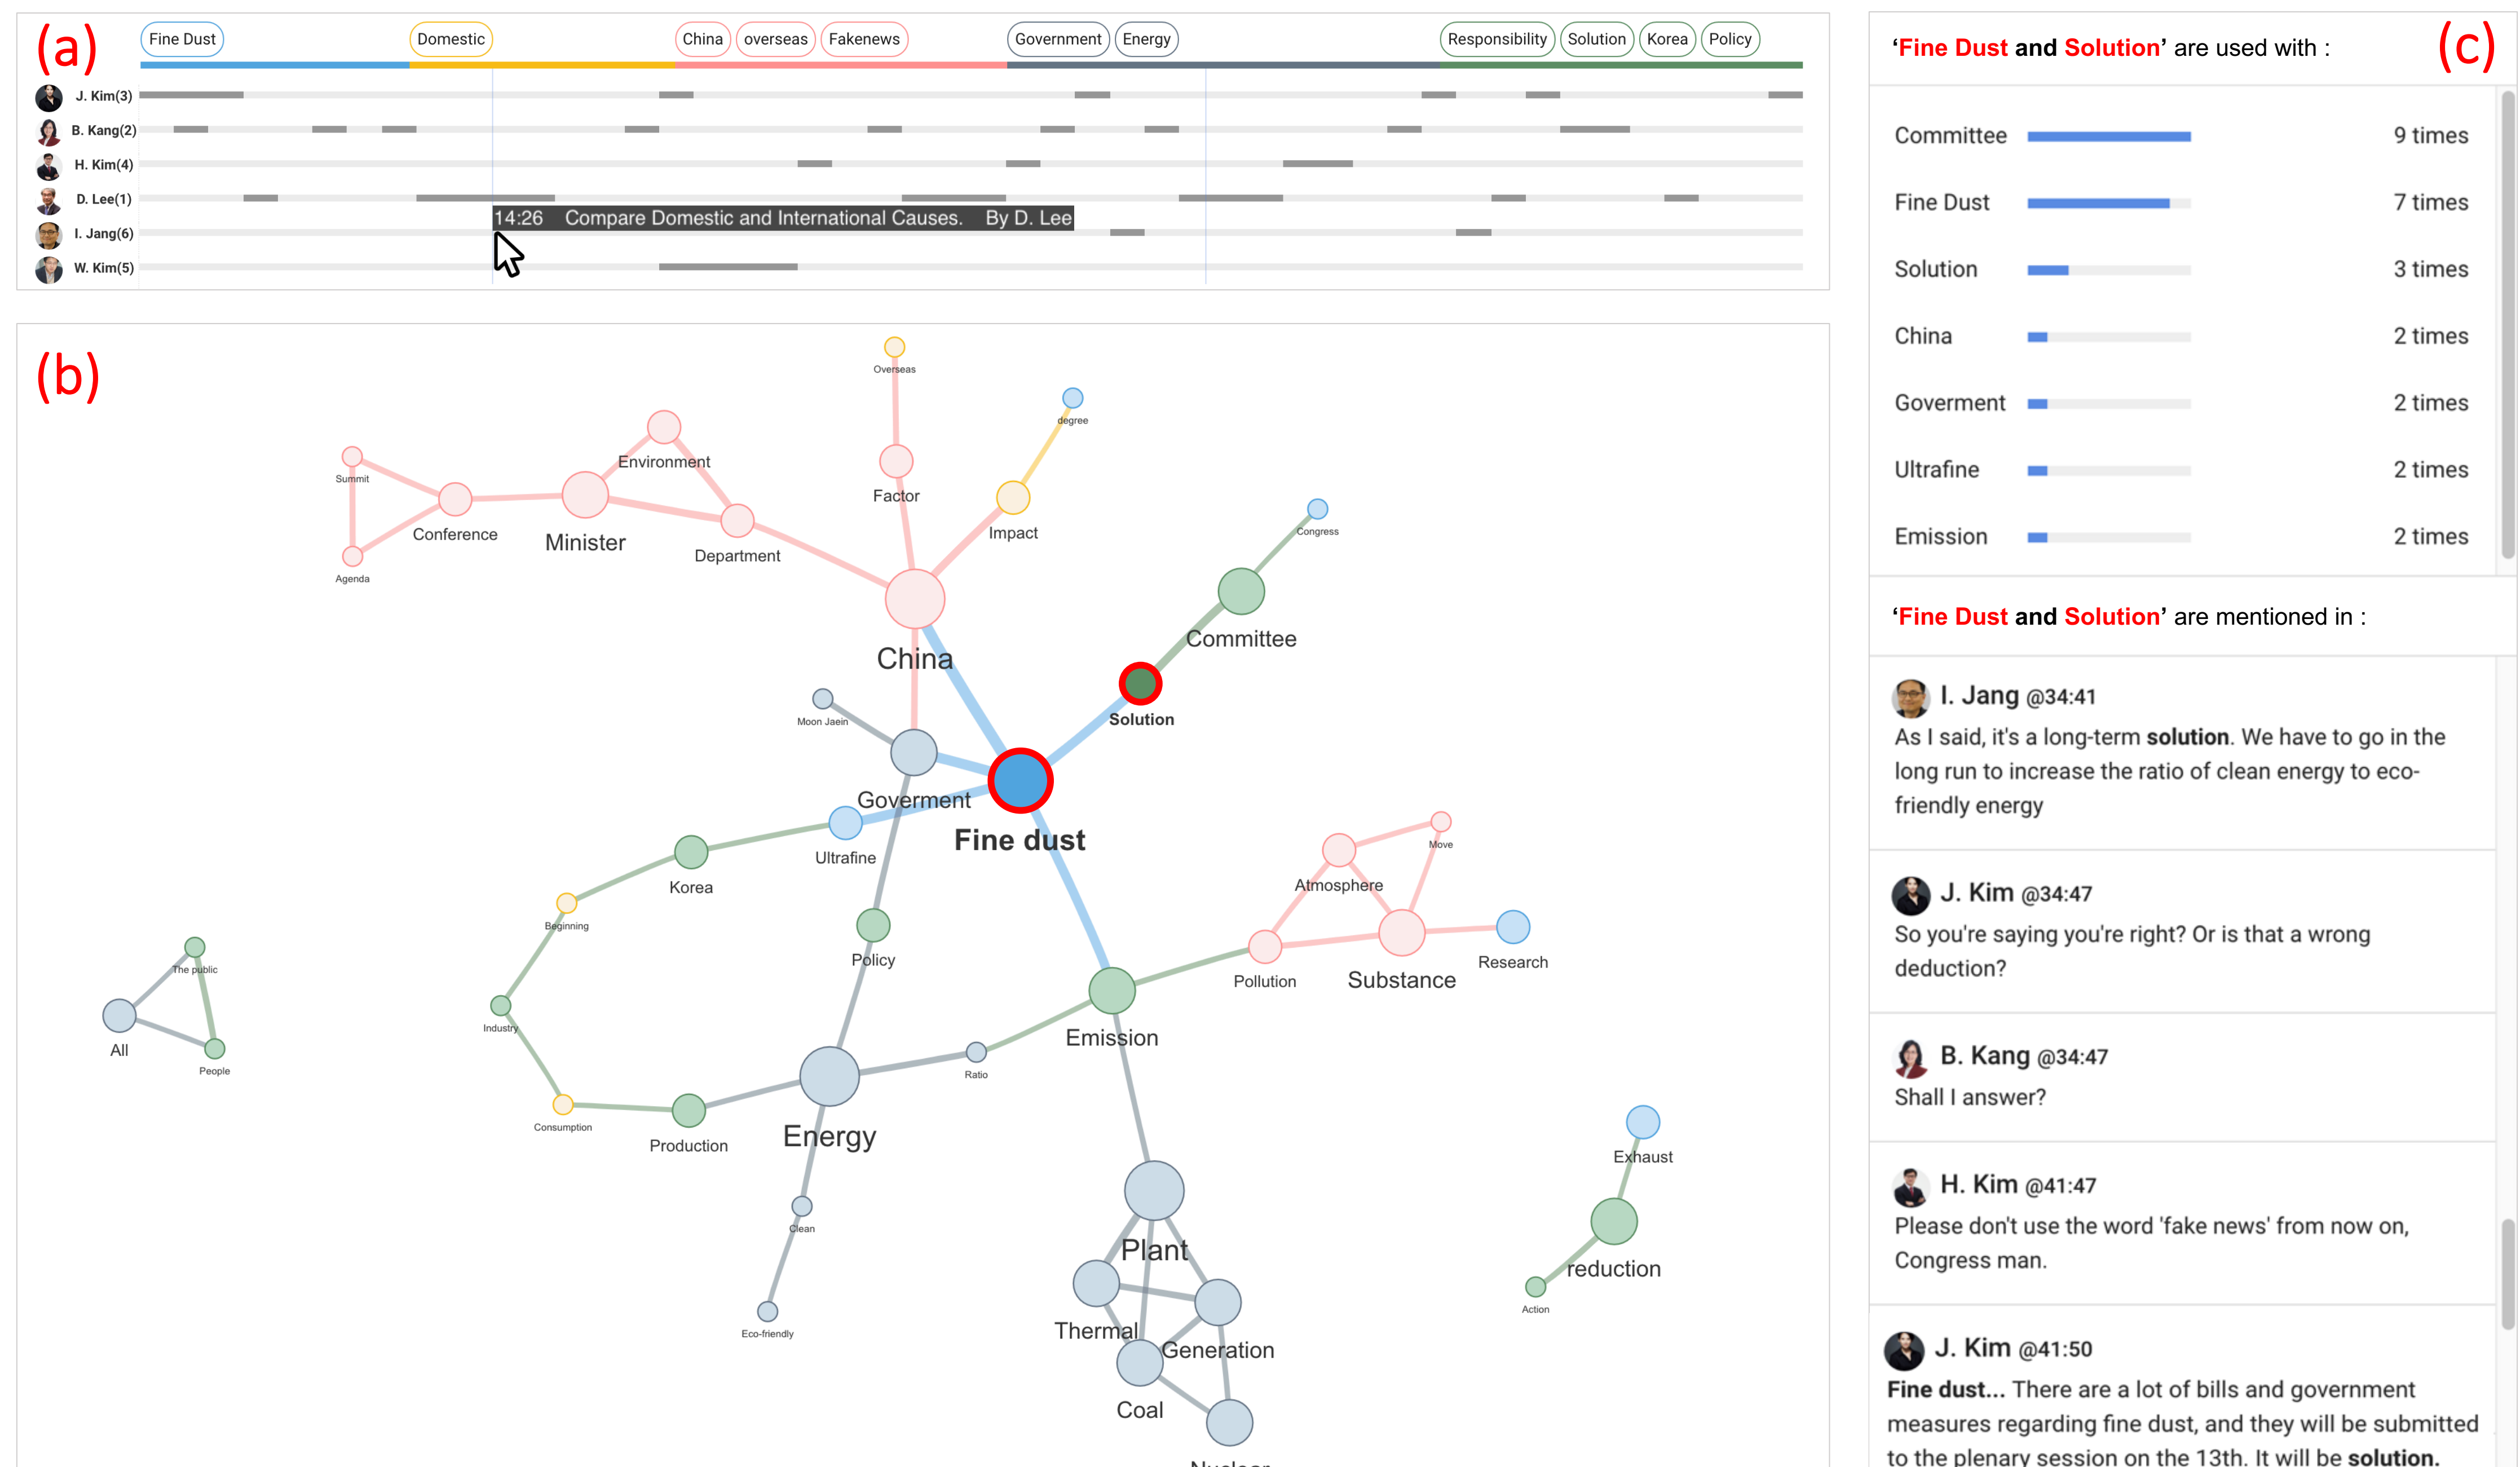 (a)
Fine Dust
Domestic
China
overseas
Fakenews
Government
Energy
Responsibility
Solution
Korea
Policy
J. Kim(3)
B. Kang(2)
H. Kim(4)
D. Lee(1)
14:26 Compare Domestic and International Causes. By D. Lee
I. Jang(6)
W. Kim(5)
(b)
Overseas
degree
Environment
Summit
Factor
Conference
Impact
Congress
Minister
Department
Agenda
Committee
China
Moon Jaein
Solution
Goverment
Fine dust
Ultrafine
Korea
Move
Atmosphere
Beginning
Policy
Research
The public
Pollution
Substance
Industry
Emission
All
People
Ratio
Consumption
Production
Energy
Exhaust
Clean
Plant
reduction
Action
Eco-friendly
Thermal
Generation
Coal
(c)
‘Fine Dust and Solution’ are used with :
Committee 9 times
Fine Dust 7 times
Solution 3 times
China 2 times
Goverment 2 times
Ultrafine 2 times
Emission 2 times
‘Fine Dust and Solution’ are mentioned in :
I. Jang @34:41
As I said, it's a long-term solution. We have to go in the
long run to increase the ratio of clean energy to eco-
friendly energy
J. Kim @34:47
So you're saying you're right? Or is that a wrong
deduction?
B. Kang @34:47
Shall I answer?
H. Kim @41:47
Please don't use the word 'fake news' from now on,
Congress man.
J. Kim @41:50
Fine dust... There are a lot of bills and government
measures regarding fine dust, and they will be submitted
to the plenary session on the 13th. It will be solution.